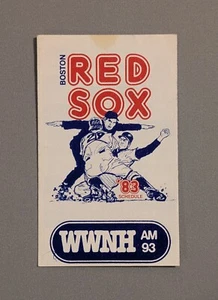 BOSTON
RED
SOX
'83
SCHEDULE
WWNH AM
93